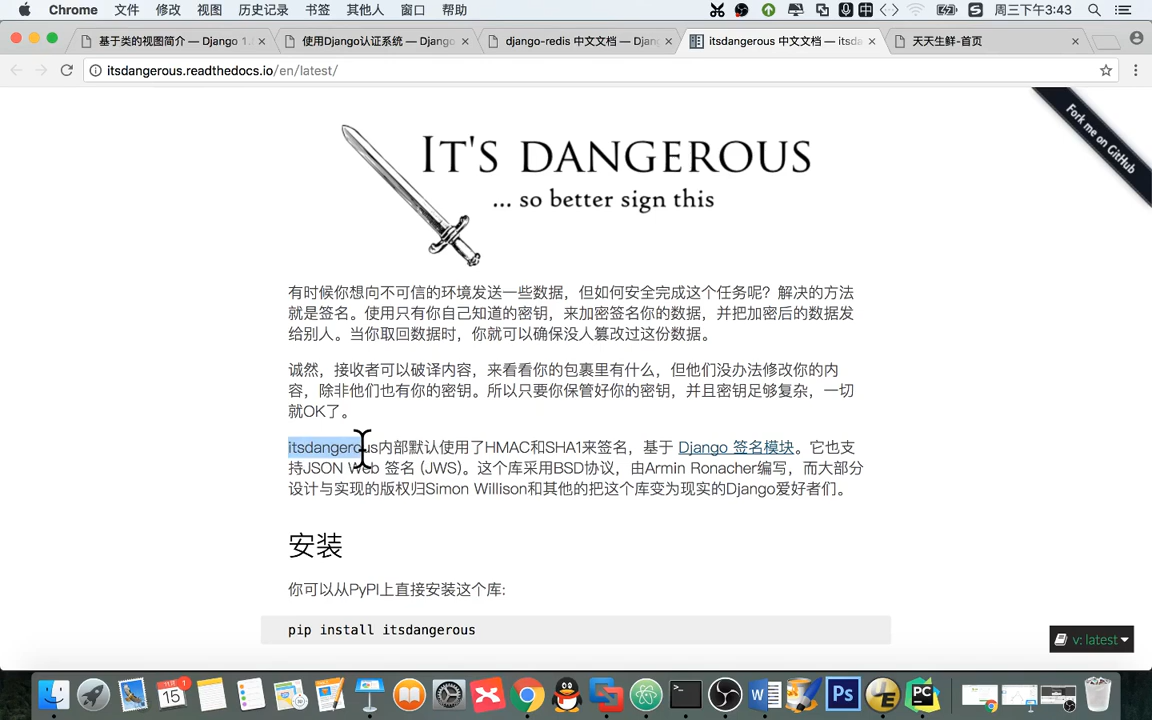 Chrome 文件 修改 视图 历史记录 书签 其他人 窗口 帮助 周三下午3:43
基于类的视图简介 — Django 1. 使用Django认证系统 — Django django-redis 中文文档 — Djang itsdangerous 中文文档 — itsda 天天生鲜-首页
itsdangerous.readthedocs.io/en/latest/
Fork me on GitHub
IT'S DANGEROUS
... so better sign this
有时候你想向不可信的环境发送一些数据，但如何安全完成这个任务呢？解决的方法
就是签名。使用只有你自己知道的密钥，来加密签名你的数据，并把加密后的数据发
给别人。当你取回数据时，你就可以确保没人篡改过这份数据。
诚然，接收者可以破译内容，来看看你的包裹里有什么，但他们没办法修改你的内
容，除非他们也有你的密钥。所以只要你保管好你的密钥，并且密钥足够复杂，一切
就OK了。
itsdangerous内部默认使用了HMAC和SHA1来签名，基于 Django 签名模块。它也支
持JSON Web 签名 (JWS)。这个库采用BSD协议，由Armin Ronacher编写，而大部分
设计与实现的版权归Simon Willison和其他的把这个库变为现实的Django爱好者们。
安装
你可以从PyPI上直接安装这个库:
pip install itsdangerous
v: latest
15 1 Ps PC